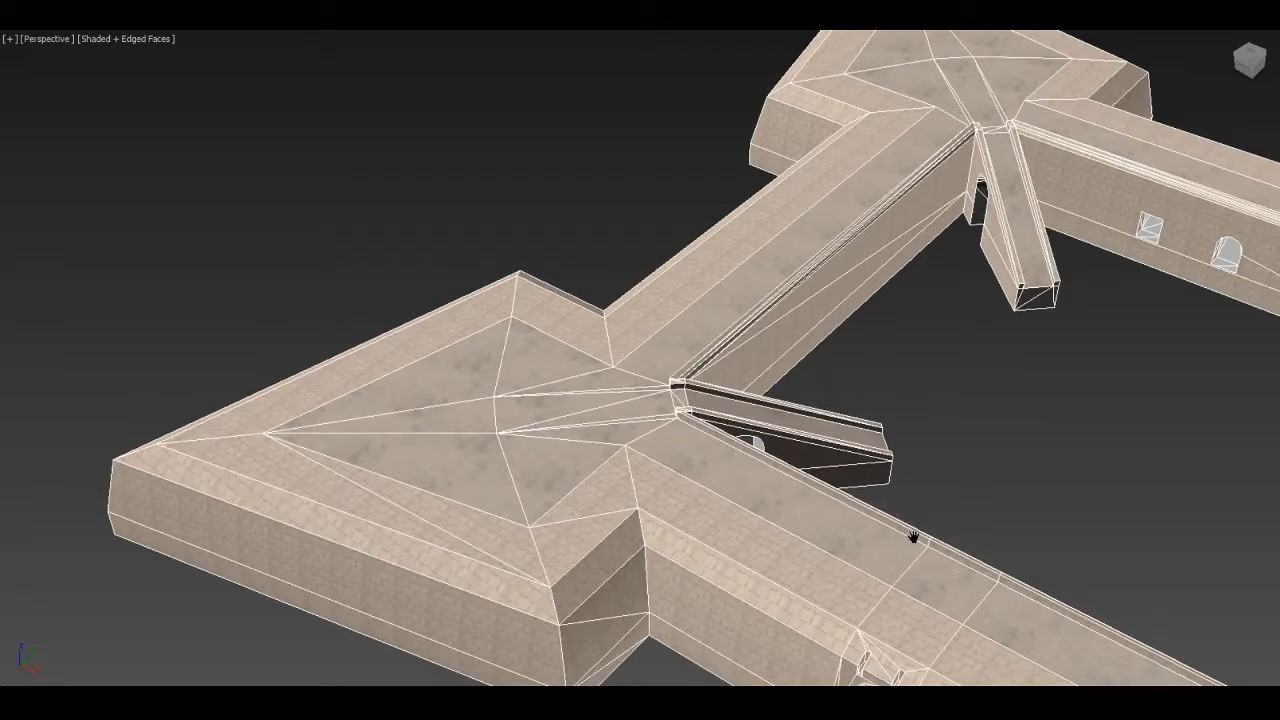 [+] [Perspective ] [Shaded + Edged Faces ]
z